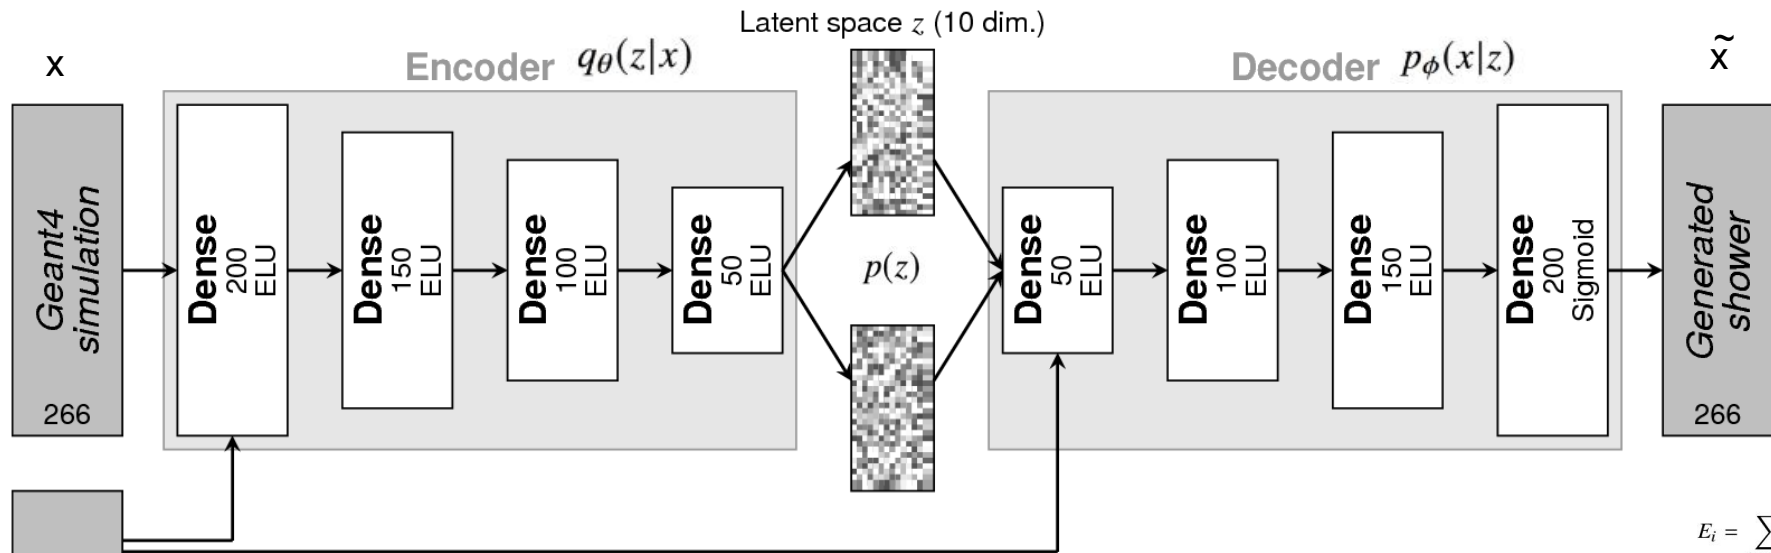 Latent space z (10 dim.)
x
Encoder qθ(z|x)
Decoder pϕ(x|z)
x̃
Geant4
simulation
266
Dense
200
ELU
Dense
150
ELU
Dense
100
ELU
Dense
50
ELU
p(z)
Dense
50
ELU
Dense
100
ELU
Dense
150
ELU
Dense
200
Sigmoid
Generated
shower
266
Ei = ∑